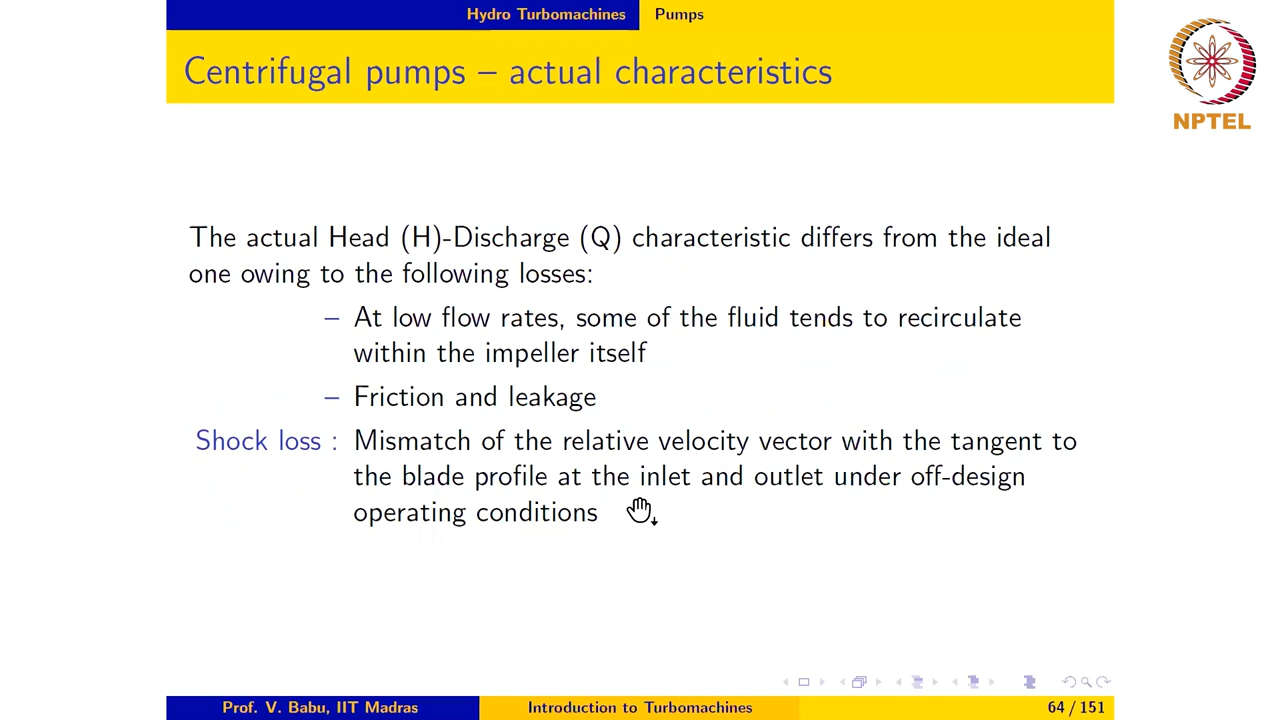 Hydro Turbomachines Pumps
Centrifugal pumps – actual characteristics
NPTEL
The actual Head (H)-Discharge (Q) characteristic differs from the ideal
one owing to the following losses:
– At low flow rates, some of the fluid tends to recirculate
within the impeller itself
– Friction and leakage
Shock loss : Mismatch of the relative velocity vector with the tangent to
the blade profile at the inlet and outlet under off-design
operating conditions
Prof. V. Babu, IIT Madras Introduction to Turbomachines 64 / 151